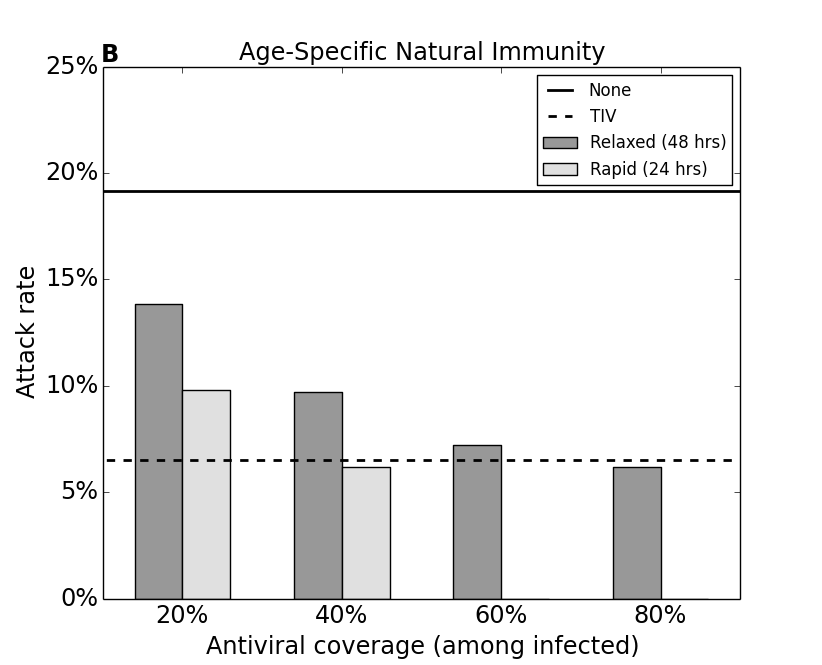 B
Age-Specific Natural Immunity
25%
20%
15%
10%
5%
0%
Attack rate
None
TIV
Relaxed (48 hrs)
Rapid (24 hrs)
20% 40% 60% 80%
Antiviral coverage (among infected)